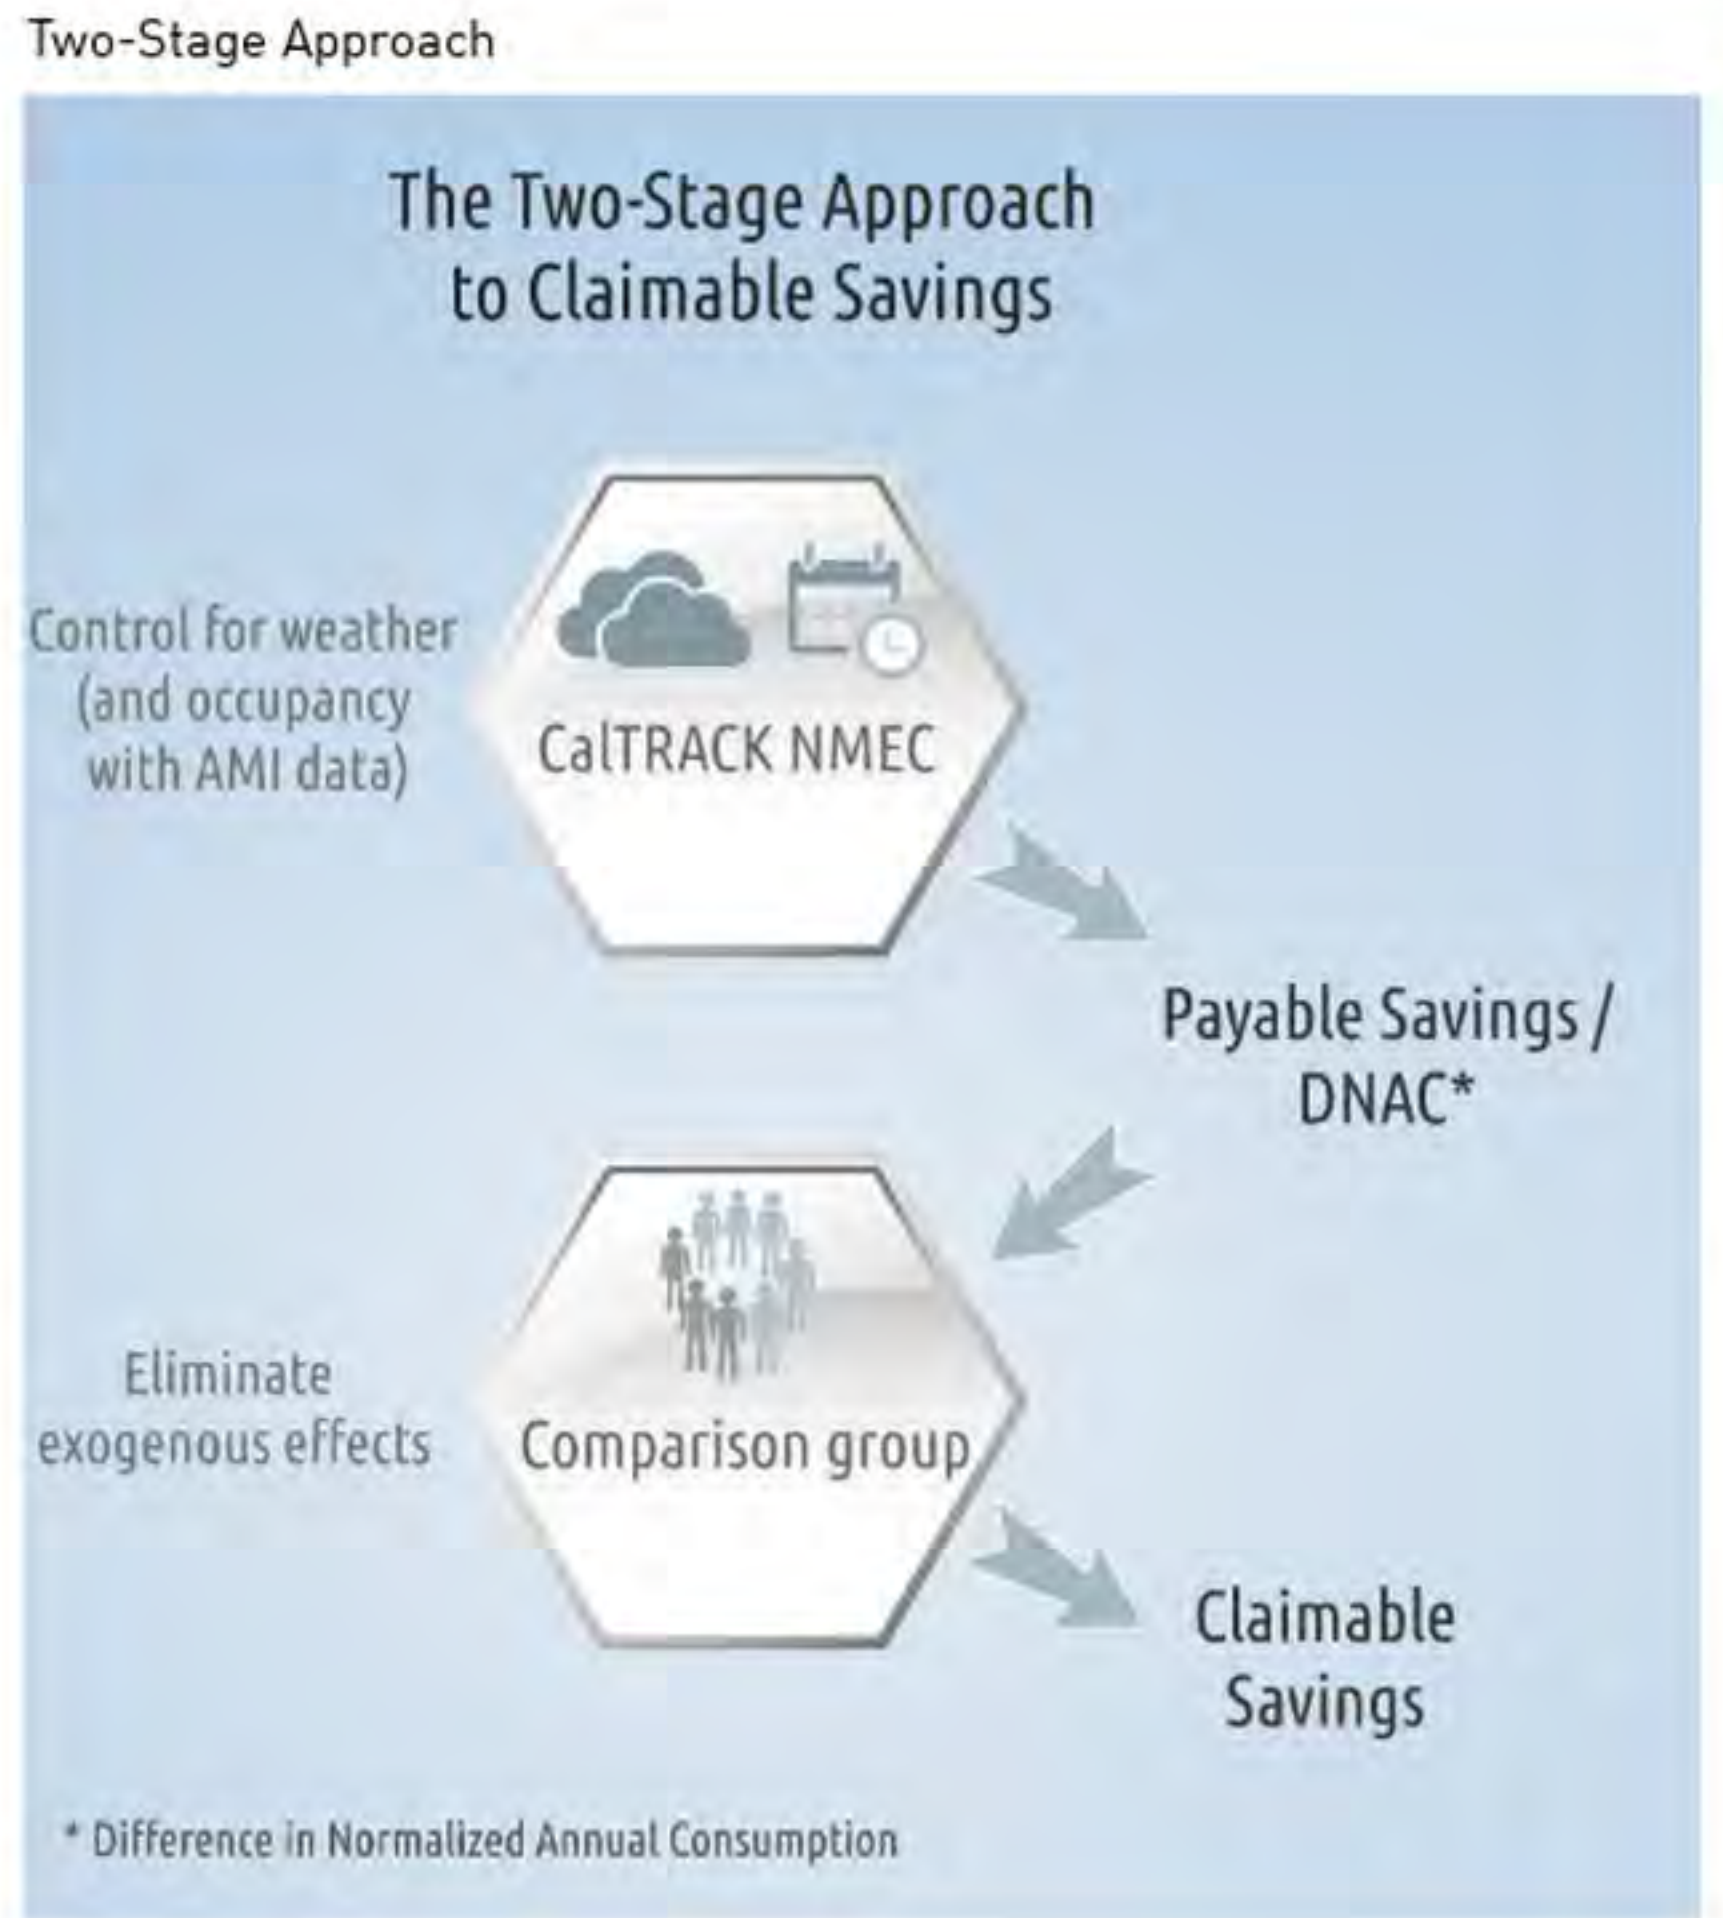 Two-Stage Approach
The Two-Stage Approach
to Claimable Savings
Control for weather
(and occupancy
with AMI data)
CalTRACK NMEC
Payable Savings /
DNAC*
Eliminate
exogenous effects
Comparison group
Claimable
Savings
* Difference in Normalized Annual Consumption